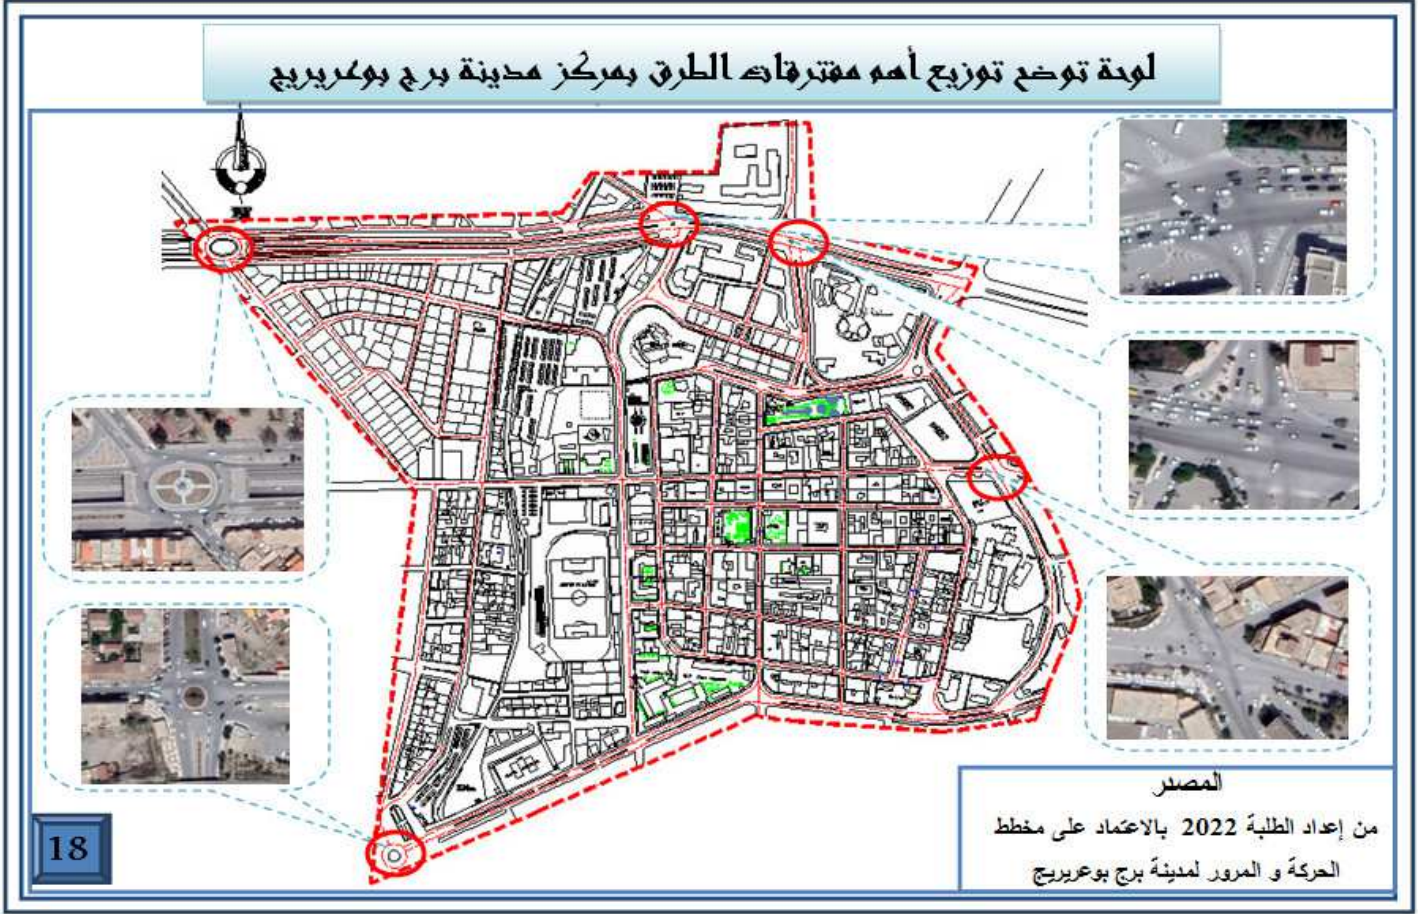 لوحة توضح توزيع أهم مفترقات الطرق بمركز مدينة برج بوعريريج
المصدر
من إعداد الطلبة 2022 بالاعتماد على مخطط
الحركة و المرور لمدينة برج بوعريريج
18